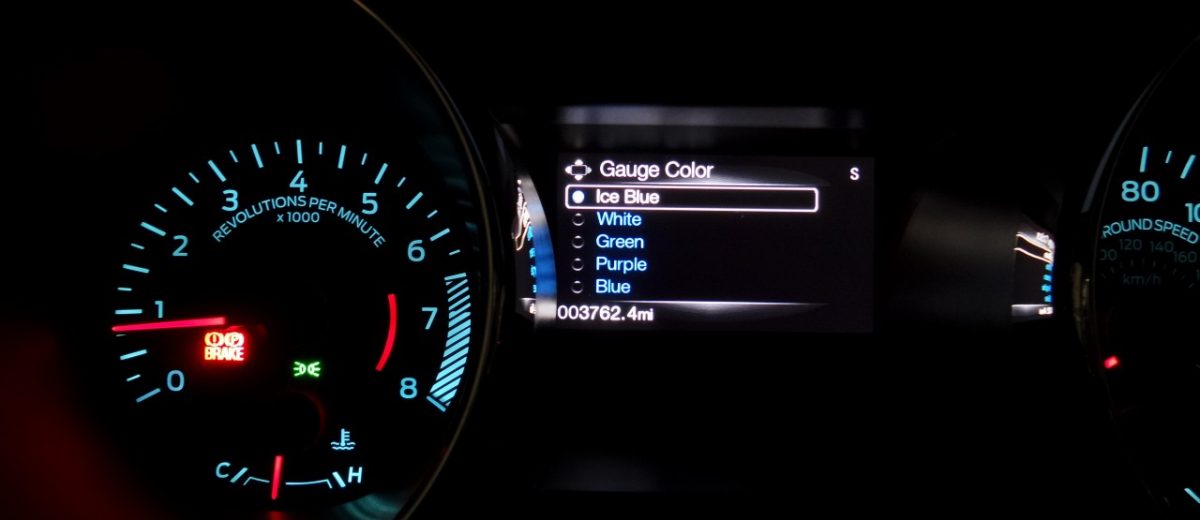 4
3
5
REVOLUTIONS PER MINUTE
x 1000
2
6
1
7
BRAKE
0
8
C
H
Gauge Color
S
Ice Blue
White
Green
Purple
Blue
003762.4mi
80
ROUND SPEED
120 140
160
km/h